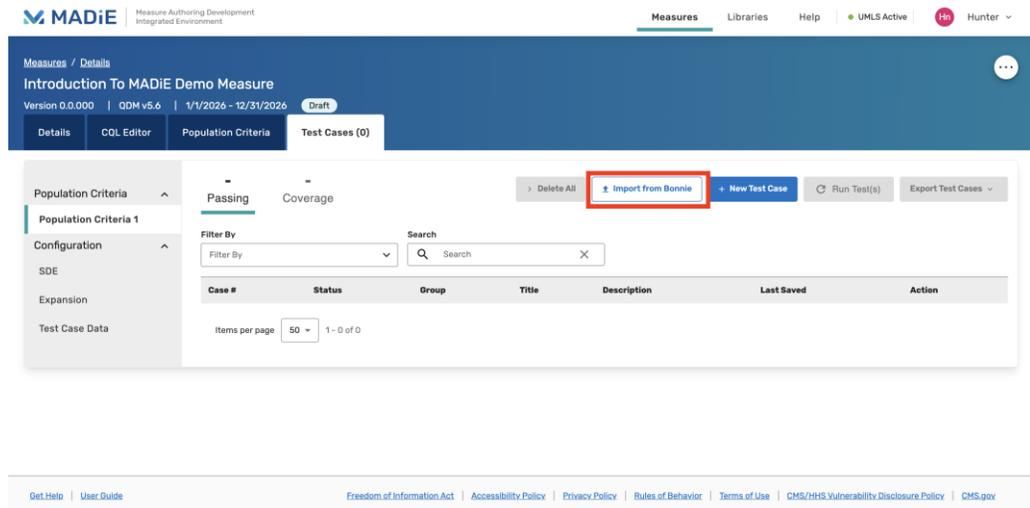 MADiE Measure Authoring Development
Integrated Environment
Measures Libraries Help UMLS Active Hn Hunter
Measures / Details
Introduction To MADiE Demo Measure
Version 0.0.000 | QDM v5.6 | 1/1/2026 - 12/31/2026 Draft
Details CQL Editor Population Criteria Test Cases (0)
Population Criteria
Population Criteria 1
Configuration
SDE
Expansion
Test Case Data
- -
Passing Coverage
Delete All Import from Bonnie + New Test Case Run Test(s) Export Test Cases
Filter By Search
Filter By Search
Case # Status Group Title Description Last Saved Action
Items per page 50 1 - 0 of 0
Get Help | User Guide Freedom of Information Act | Accessibility Policy | Privacy Policy | Rules of Behavior | Terms of Use | CMS/HHS Vulnerability Disclosure Policy | CMS.gov